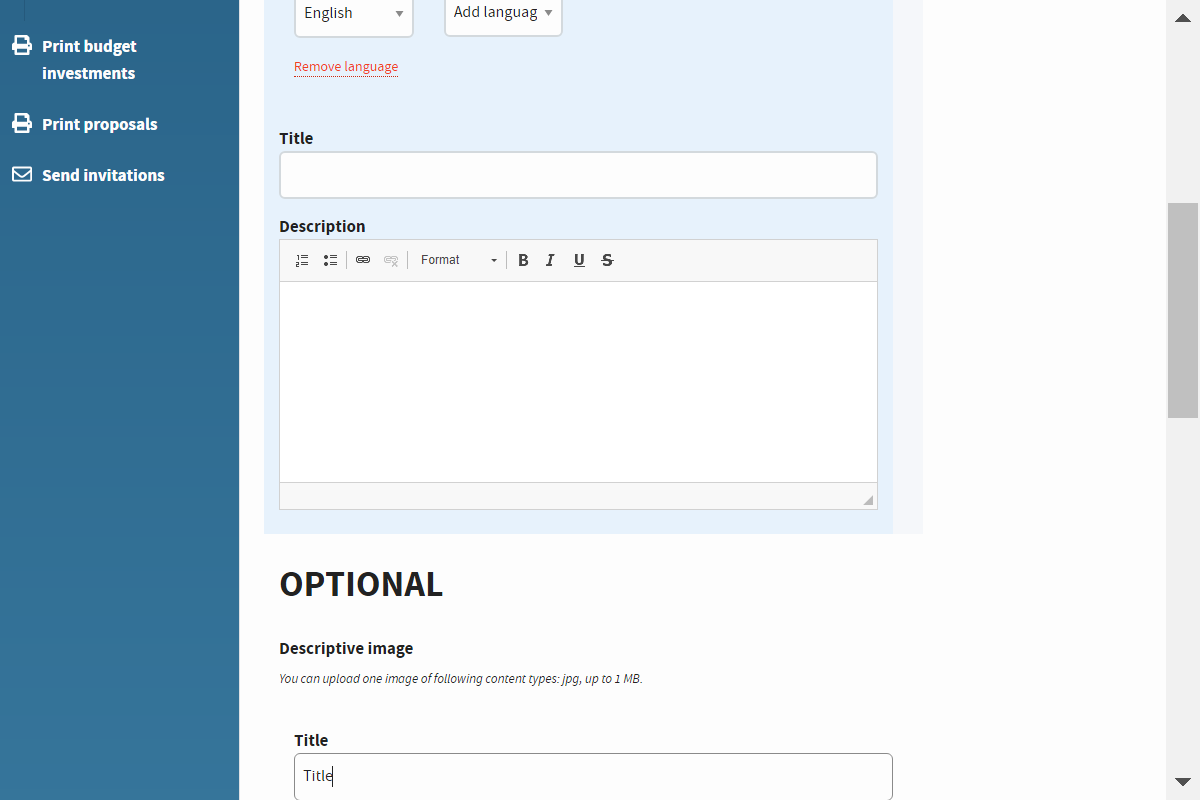 Print budget
investments
Print proposals
Send invitations
English
Add languag
Remove language
Title
Description
Format
B I U S
OPTIONAL
Descriptive image
You can upload one image of following content types: jpg, up to 1 MB.
Title
Title